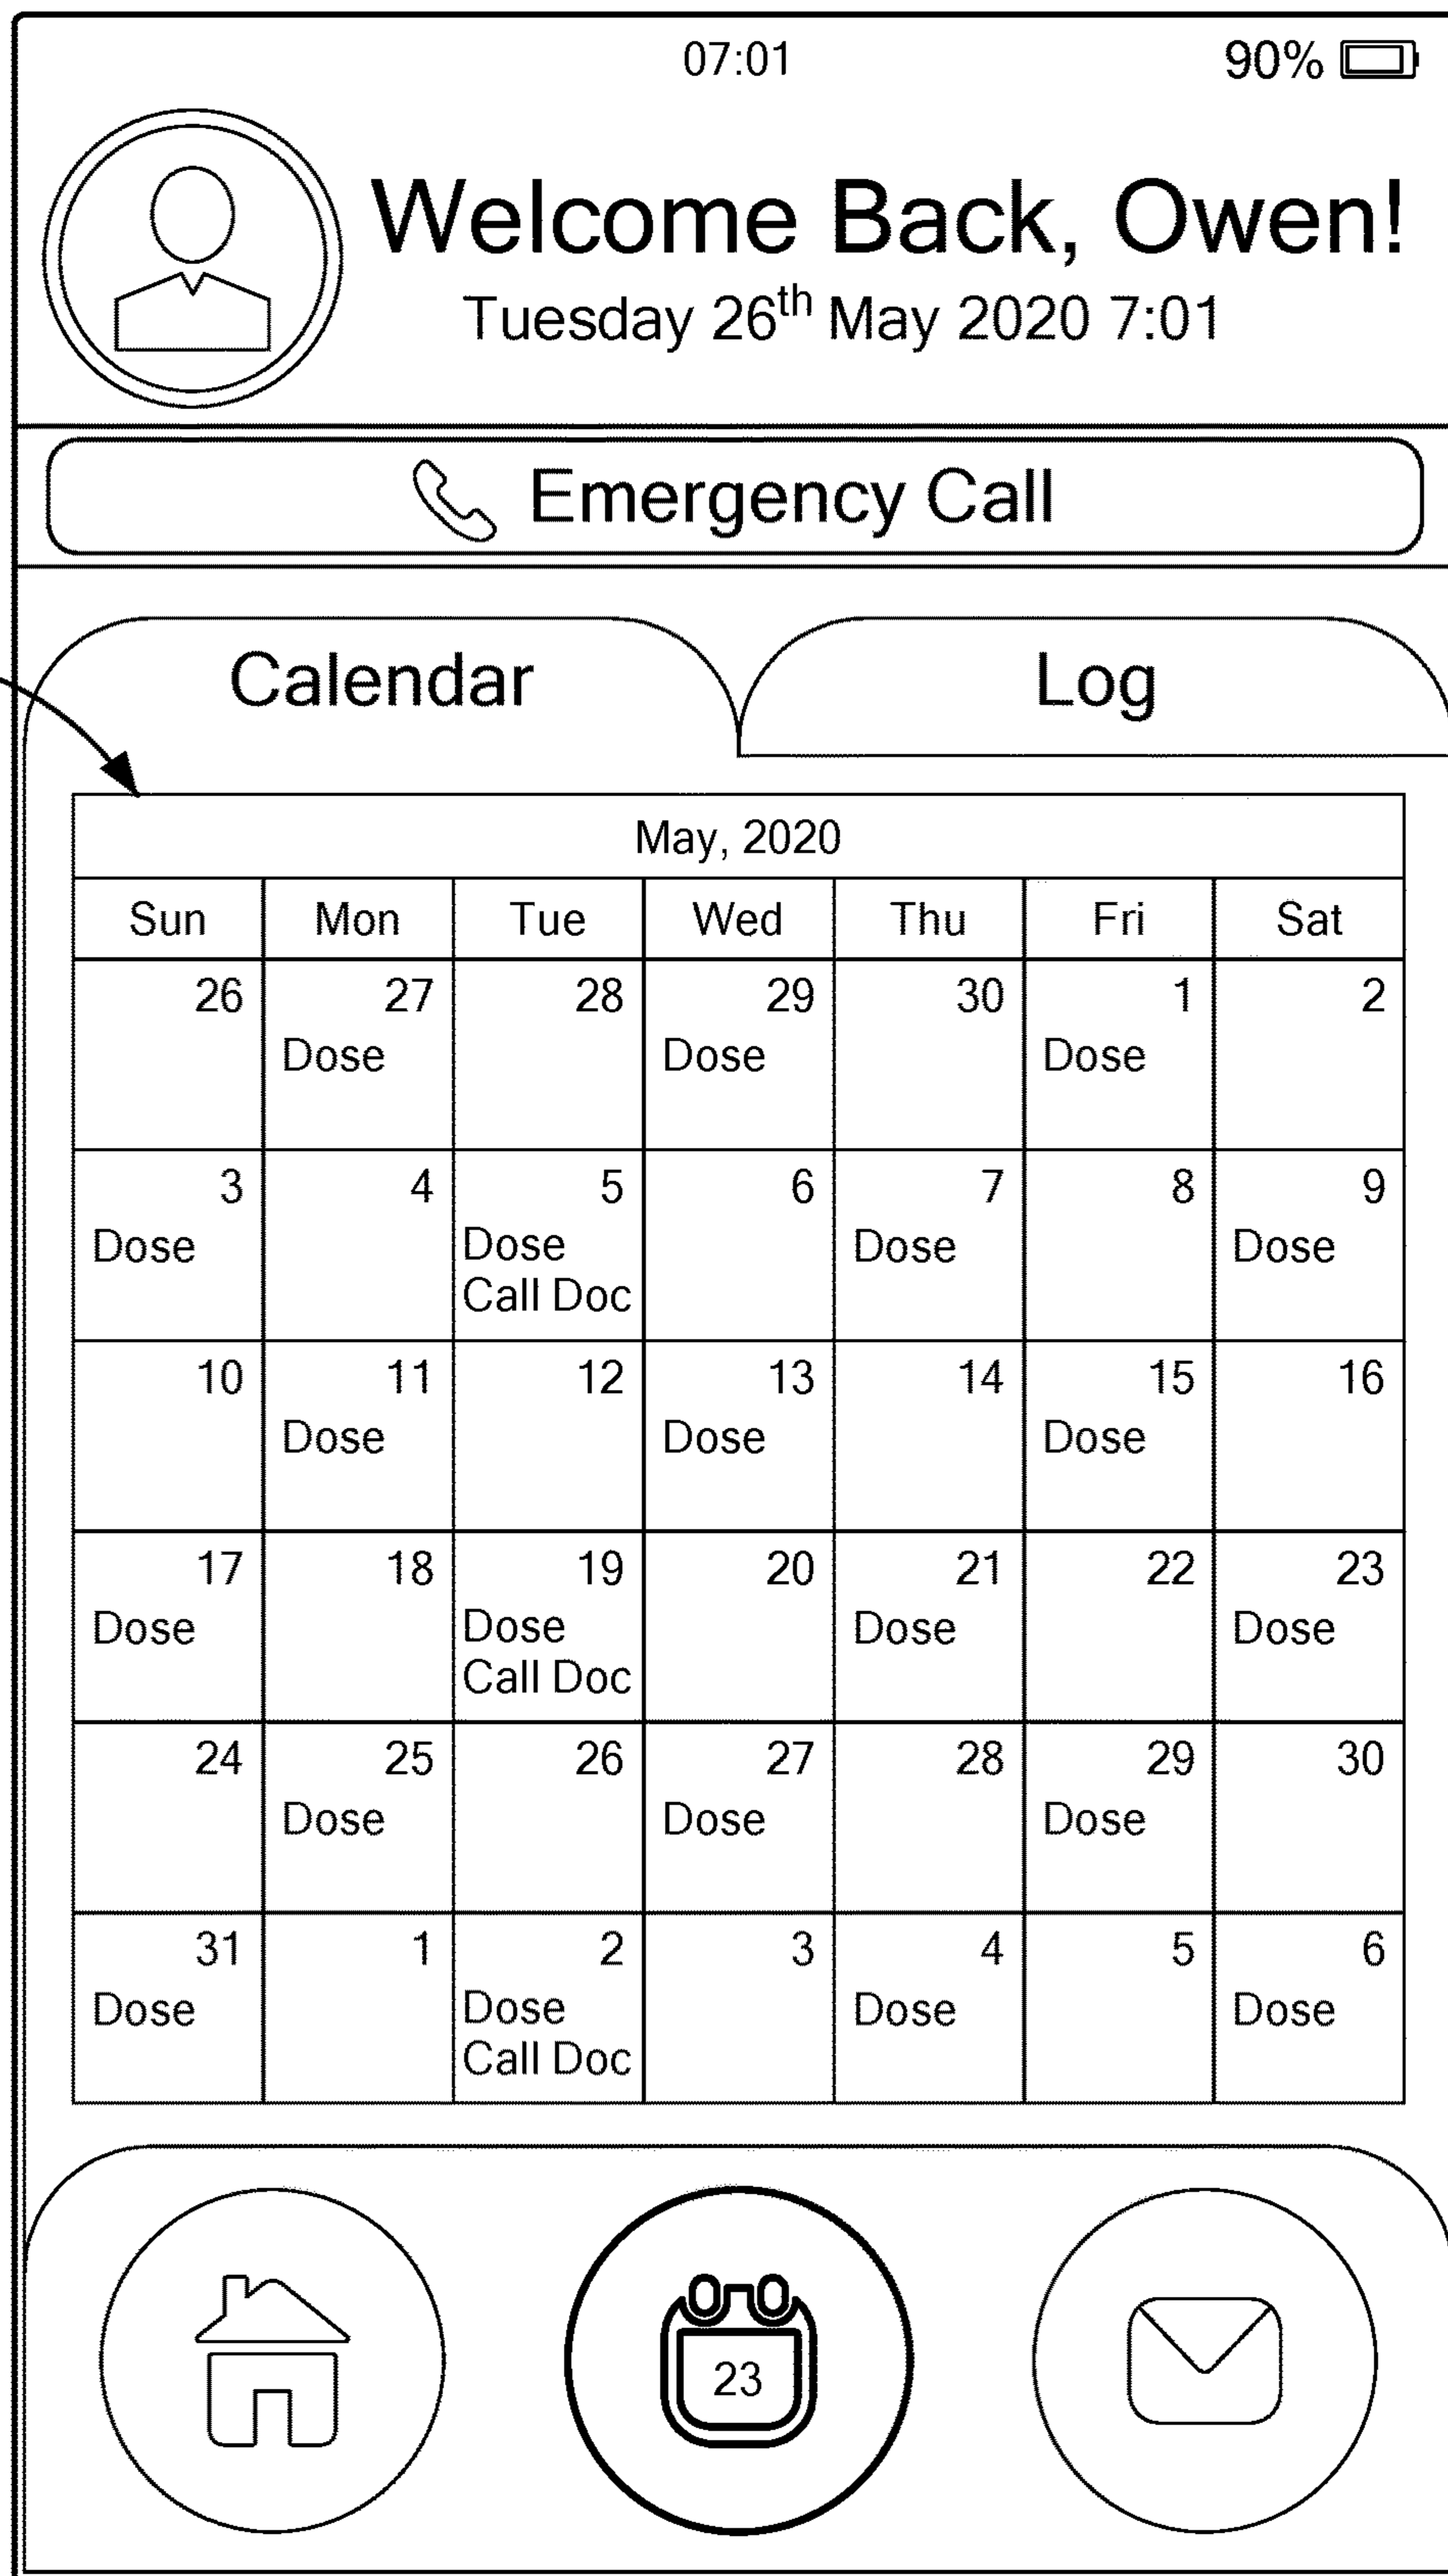 07:01 90%
Welcome Back, Owen!
Tuesday 26th May 2020 7:01
Emergency Call
Calendar Log
May, 2020
Sun Mon Tue Wed Thu Fri Sat
26 27 28 29 30 1 2
Dose Dose Dose
3 4 5 6 7 8 9
Dose Dose Dose Dose
Call Doc
10 11 12 13 14 15 16
Dose Dose Dose
17 18 19 20 21 22 23
Dose Dose Dose Dose
Call Doc
24 25 26 27 28 29 30
Dose Dose Dose
31 1 2 3 4 5 6
Dose Dose Dose Dose
Call Doc
23